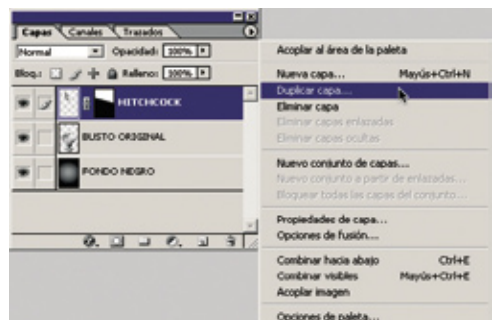 Capas Canales Trazados
Normal Opacidad: 100%
Bloq.: Relleno: 100%
HITCHCOCK
BUSTO ORIGINAL
FONDO NEGRO
Acoplar al área de la paleta
Nueva capa... Mayús+Ctrl+N
Duplicar capa...
Eliminar capa
Eliminar capas enlazadas
Eliminar capas ocultas
Nuevo conjunto de capas...
Nuevo conjunto a partir de enlazadas...
Bloquear todas las capas del conjunto...
Propiedades de capa...
Opciones de fusión...
Combinar hacia abajo Ctrl+E
Combinar visibles Mayús+Ctrl+E
Acoplar imagen
Opciones de paleta...